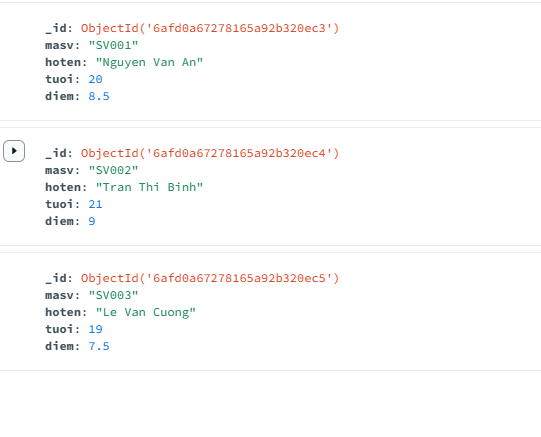 _id: ObjectId('6afd0a67278165a92b320ec3')
masv: "SV001"
hoten: "Nguyen Van An"
tuoi: 20
diem: 8.5
_id: ObjectId('6afd0a67278165a92b320ec4')
masv: "SV002"
hoten: "Tran Thi Binh"
tuoi: 21
diem: 9
_id: ObjectId('6afd0a67278165a92b320ec5')
masv: "SV003"
hoten: "Le Van Cuong"
tuoi: 19
diem: 7.5